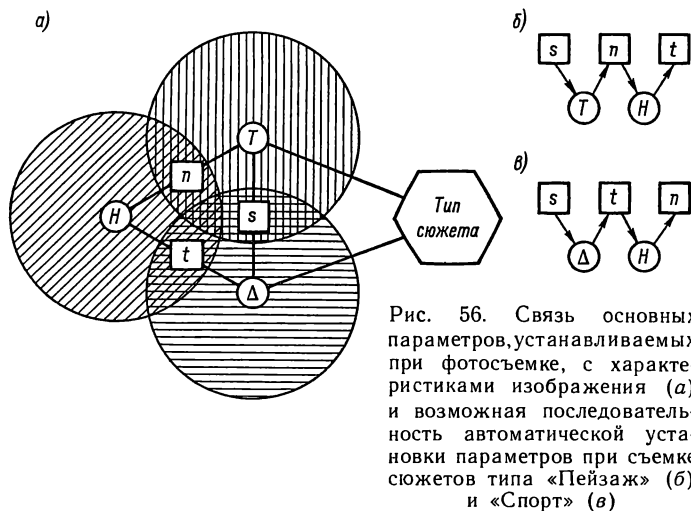 а)
T
n
H
s
t
Δ
Тип
сюжета
б)
s n t
T H
в)
s t n
Δ H
Рис. 56. Связь основных
параметров, устанавливаемых
при фотосъемке, с характе-
ристиками изображения (а)
и возможная последователь-
ность автоматической уста-
новки параметров при съемке
сюжетов типа «Пейзаж» (б)
и «Спорт» (в)